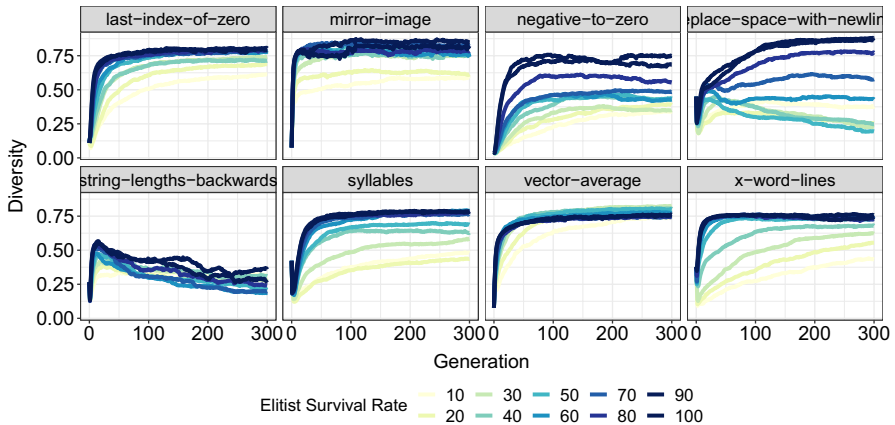 last−index−of−zero mirror−image negative−to−zero eplace−space−with−newlin
0.75
0.50
0.25
0.00
string−lengths−backwards syllables vector−average x−word−lines
0.75
0.50
0.25
0.00
0 100 200 300 0 100 200 300 0 100 200 300 0 100 200 300
Diversity
Generation
Elitist Survival Rate
10 30 50 70 90
20 40 60 80 100